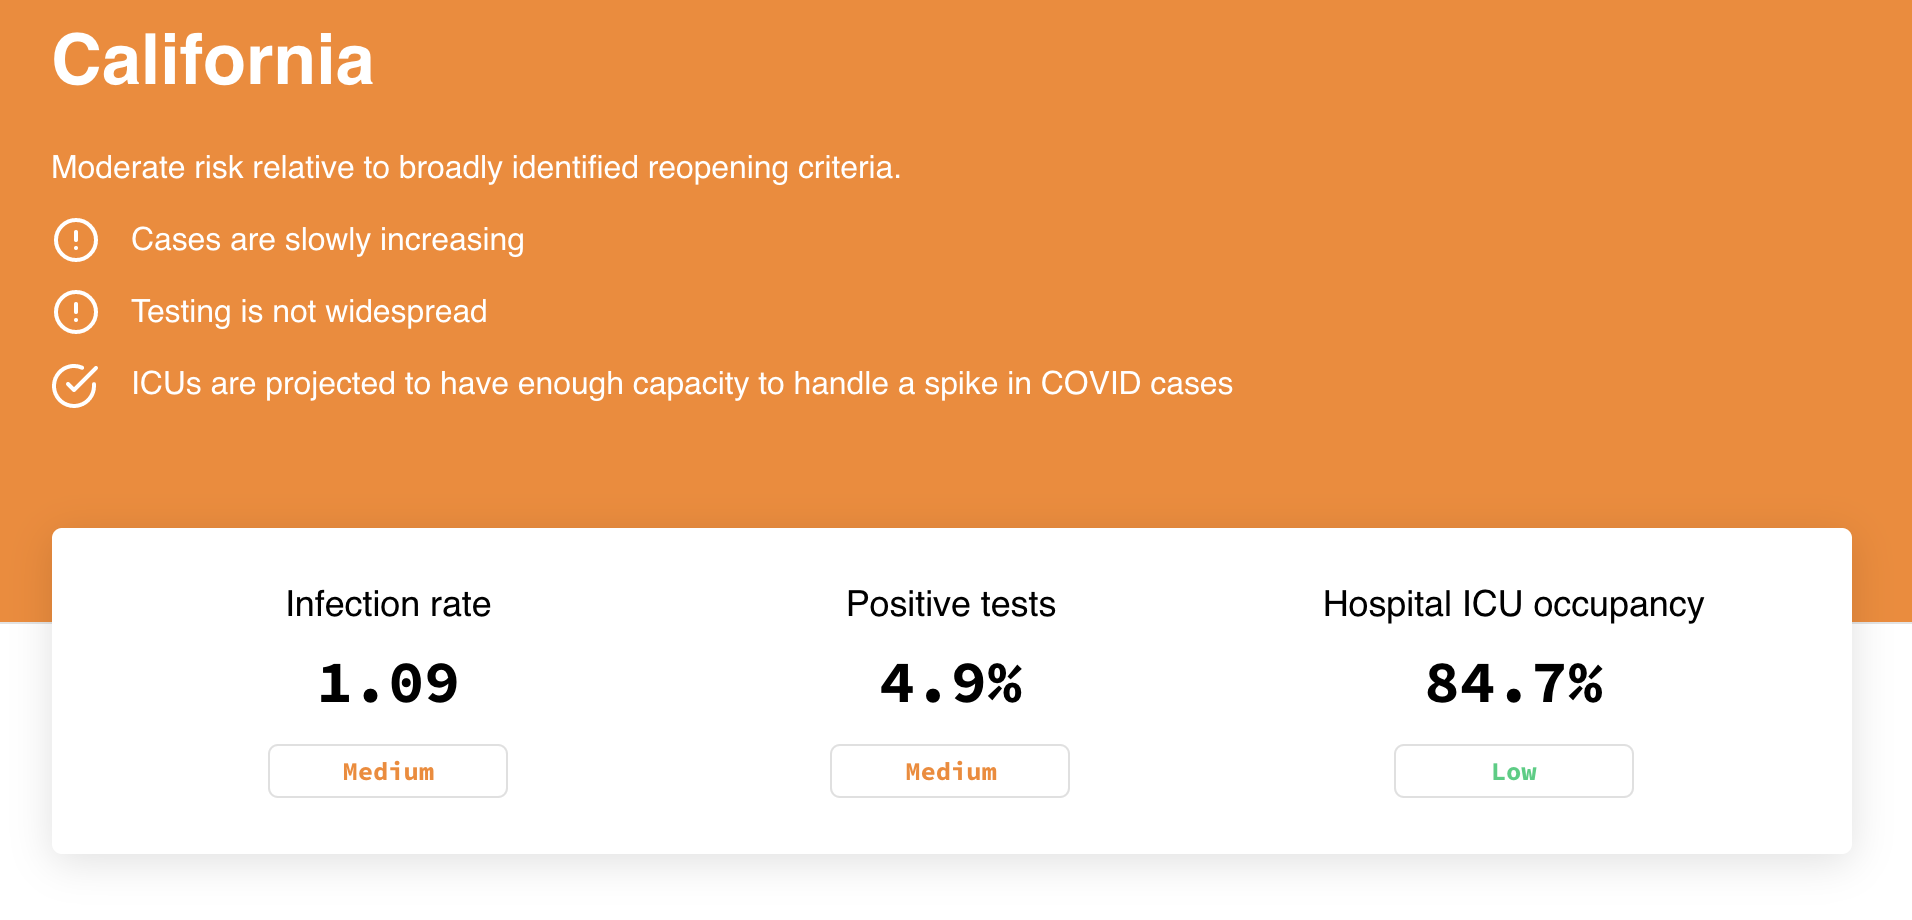 California
Moderate risk relative to broadly identified reopening criteria.
Cases are slowly increasing
Testing is not widespread
ICUs are projected to have enough capacity to handle a spike in COVID cases
Infection rate
1.09
Medium
Positive tests
4.9%
Medium
Hospital ICU occupancy
84.7%
Low